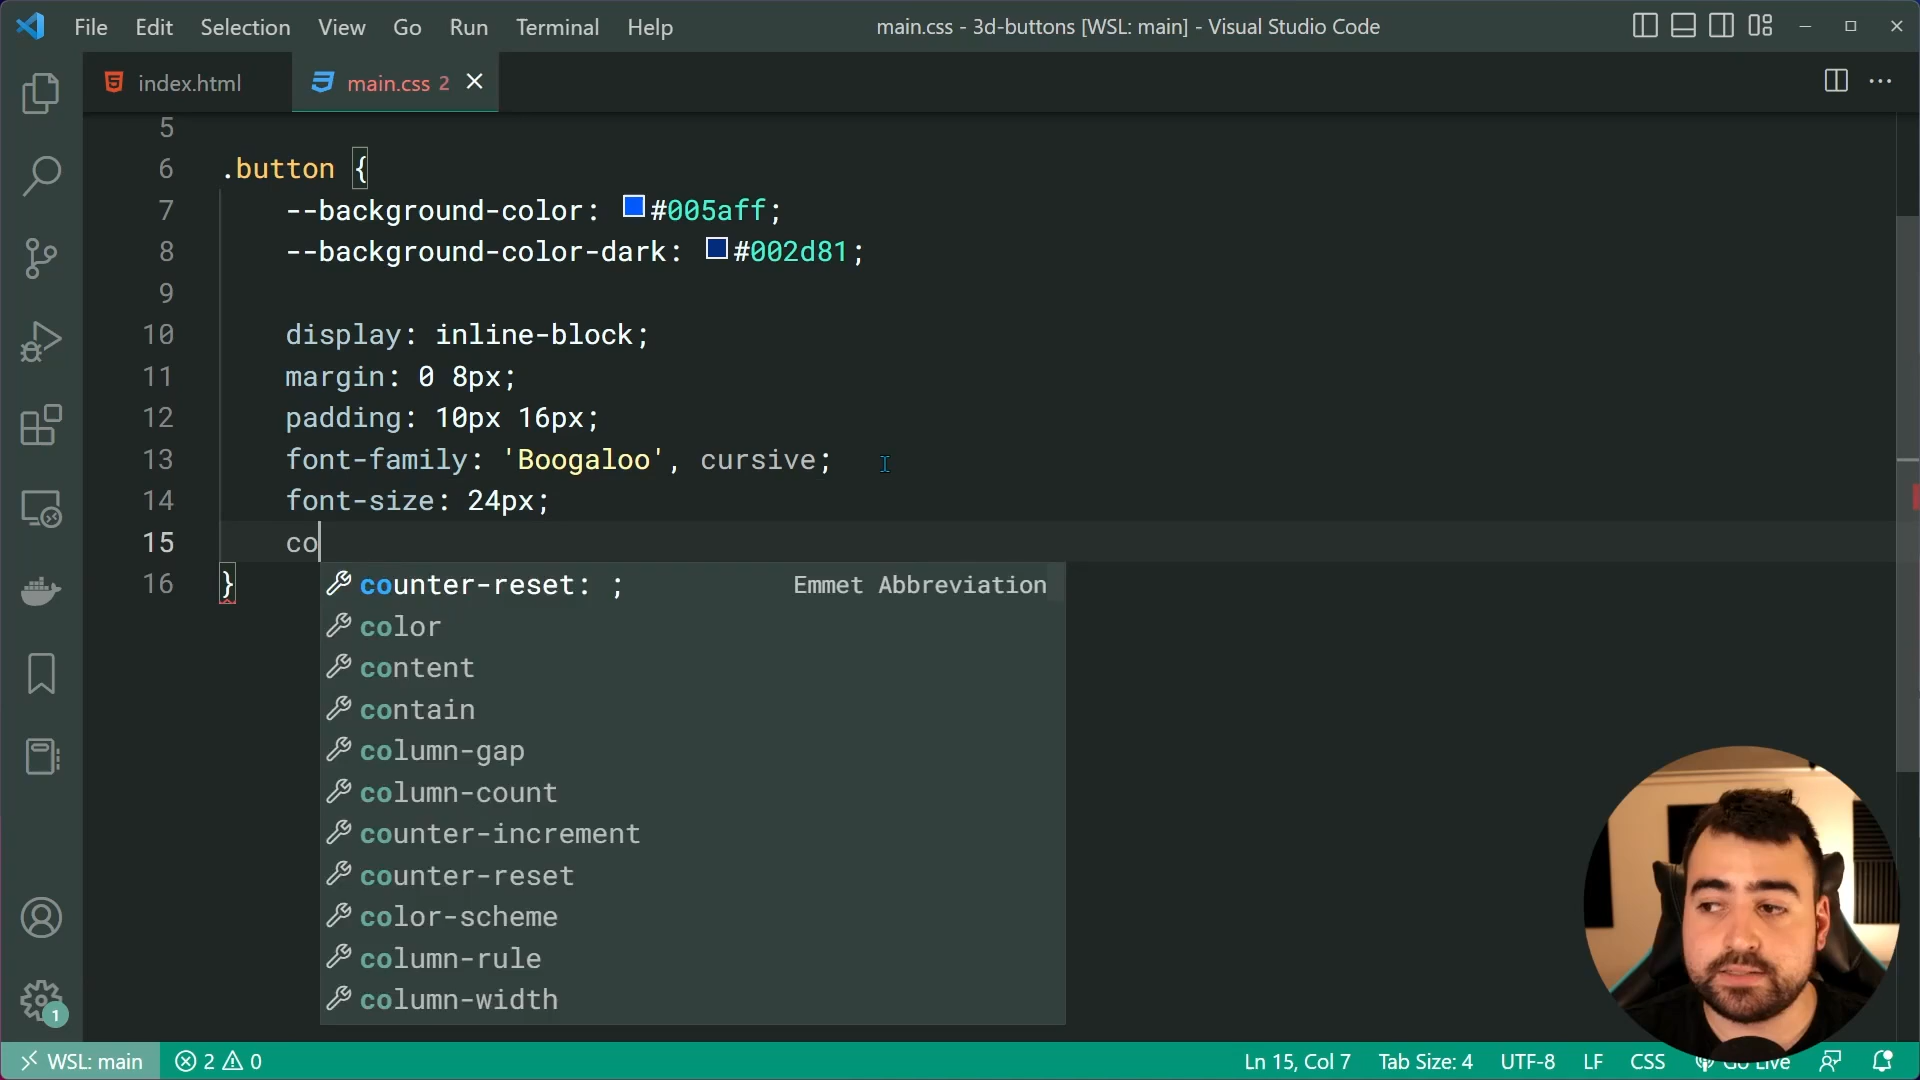 File Edit Selection View Go Run Terminal Help
main.css - 3d-buttons [WSL: main] - Visual Studio Code
index.html
main.css 2
5
6 .button {
7 --background-color: #005aff;
8 --background-color-dark: #002d81;
9
10 display: inline-block;
11 margin: 0 8px;
12 padding: 10px 16px;
13 font-family: 'Boogaloo', cursive;
14 font-size: 24px;
15 co
16 }
counter-reset: ; Emmet Abbreviation
color
content
contain
column-gap
column-count
counter-increment
counter-reset
color-scheme
column-rule
column-width
1
WSL: main 2 0 Ln 15, Col 7 Tab Size: 4 UTF-8 LF CSS Go Live